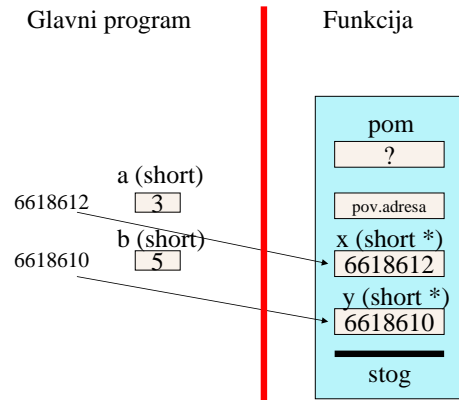 Glavni program
Funkcija
pom
?
a (short)
6618612
3
pov.adresa
b (short)
x (short *)
6618610
5
6618612
y (short *)
6618610
stog